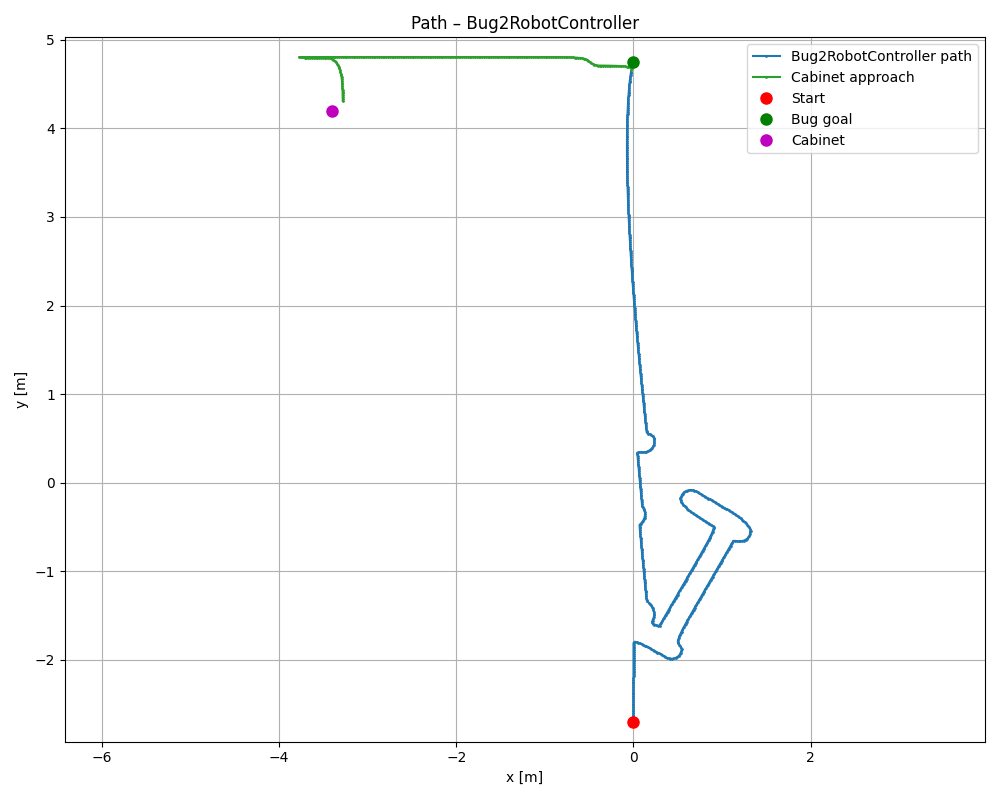 Path – Bug2RobotController
Bug2RobotController path
Cabinet approach
Start
Bug goal
Cabinet
y [m]
5
4
3
2
1
0
−1
−2
−6
−4
−2
0
2
x [m]